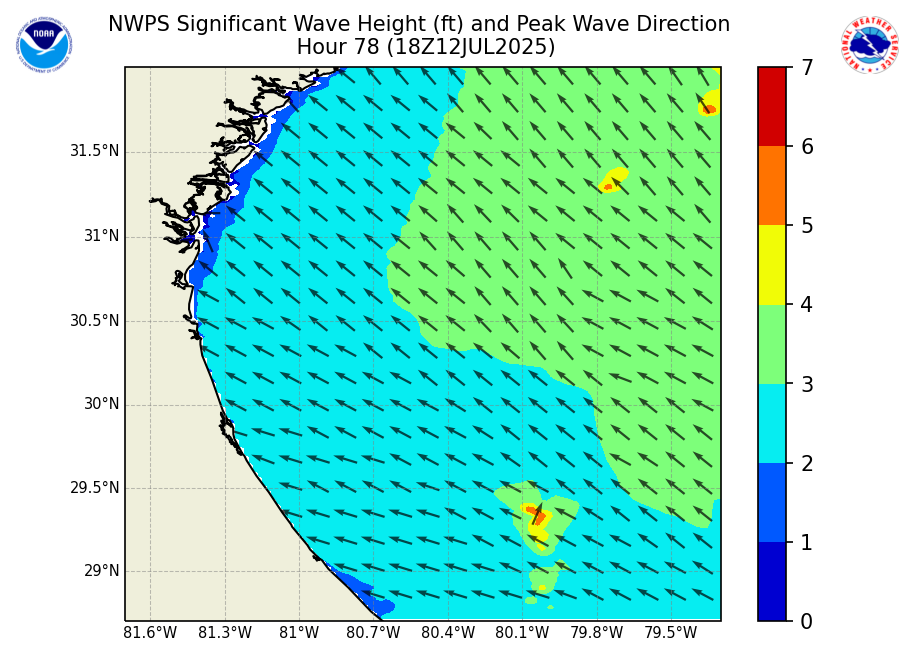 NWPS Significant Wave Height (ft) and Peak Wave Direction
Hour 78 (18Z12JUL2025)
NOAA
NATIONAL WEATHER SERVICE
31.5°N
31°N
30.5°N
30°N
29.5°N
29°N
81.6°W 81.3°W 81°W 80.7°W 80.4°W 80.1°W 79.8°W 79.5°W
7
6
5
4
3
2
1
0